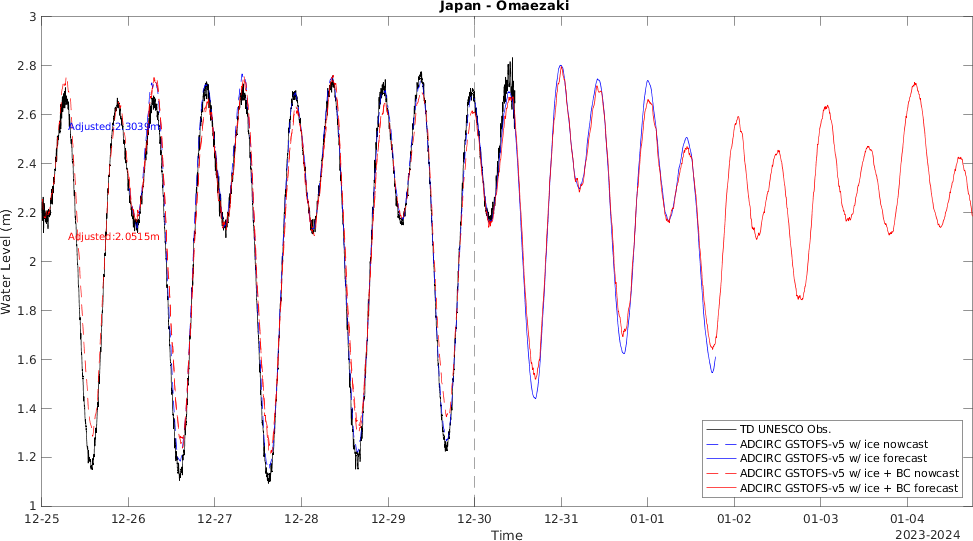 Japan - Omaezaki
3
2.8
2.6
2.4
2.2
2
1.8
1.6
1.4
1.2
1
Water Level (m)
Adjusted:2.3039m
Adjusted:2.0515m
TD UNESCO Obs.
ADCIRC GSTOFS-v5 w/ ice nowcast
ADCIRC GSTOFS-v5 w/ ice forecast
ADCIRC GSTOFS-v5 w/ ice + BC nowcast
ADCIRC GSTOFS-v5 w/ ice + BC forecast
12-25 12-26 12-27 12-28 12-29 12-30 12-31 01-01 01-02 01-03 01-04
Time
2023-2024